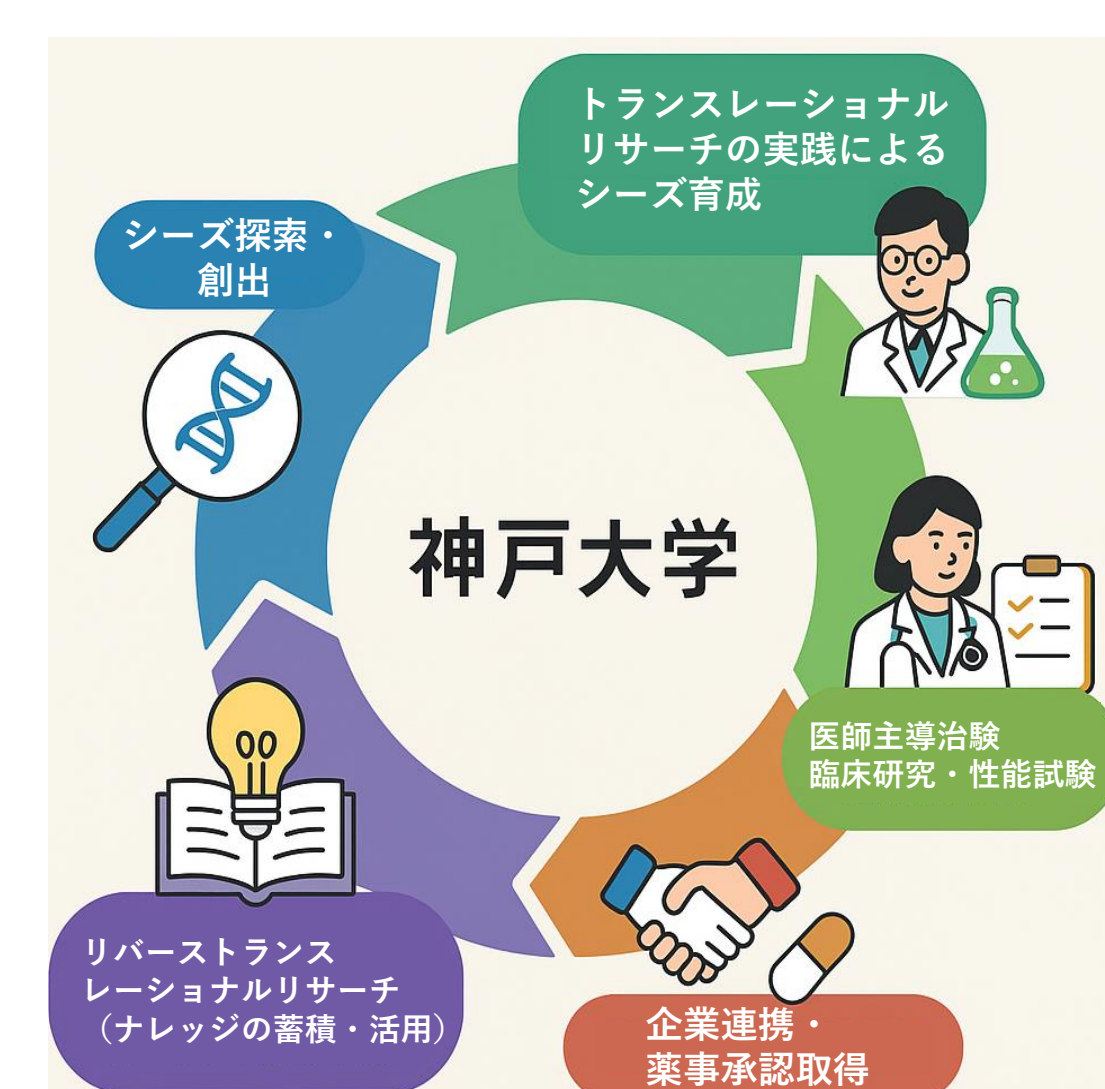 トランスレーショナル
リサーチの実践による
シーズ育成
シーズ探索・
創出
神戸大学
医師主導治験
臨床研究・性能試験
リバーストランス
レーショナルリサーチ
（ナレッジの蓄積・活用）
企業連携・
薬事承認取得